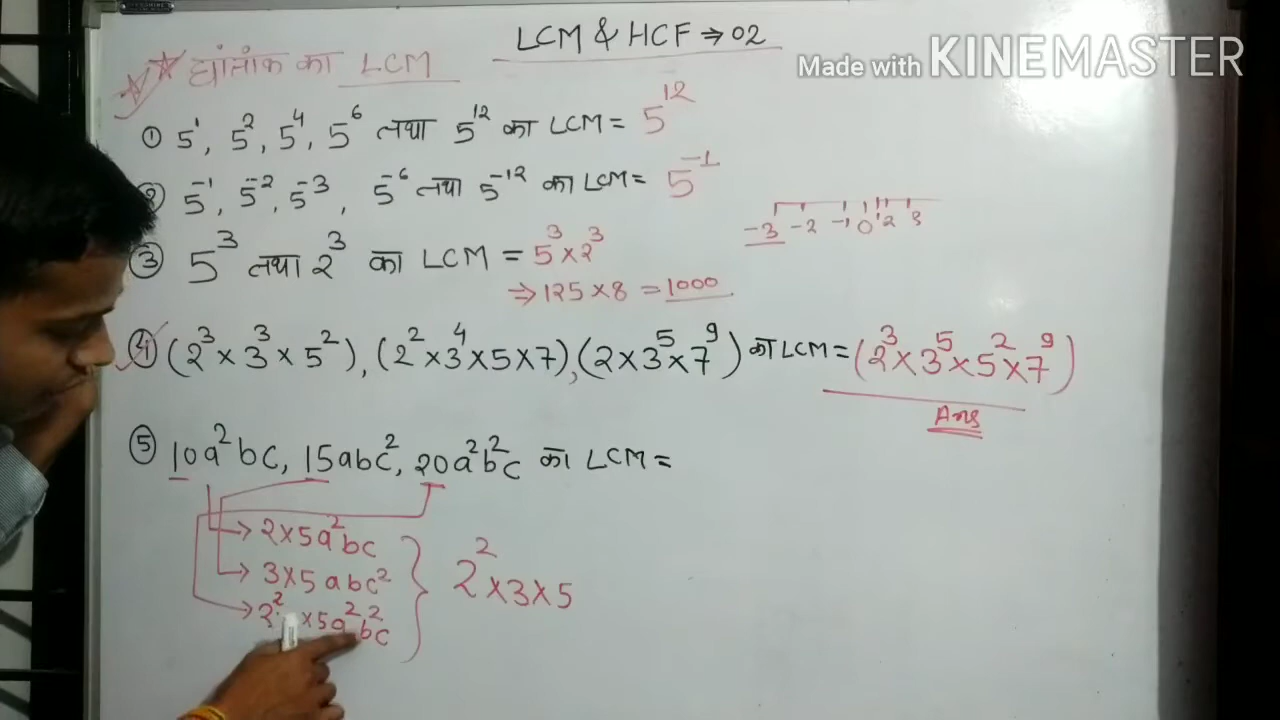 LCM & HCF ⇒ 02
Made with KINEMASTER
घांतांक का LCM
① 5¹, 5², 5⁴, 5⁶ तथा 5¹² का LCM = 5¹²
② 5⁻¹, 5⁻², 5⁻³, 5⁻⁶ तथा 5⁻¹² का LCM = 5⁻¹
-3 -2 -1 0 1 2 3
③ 5³ तथा 2³ का LCM = 5³ × 2³
⇒ 125 × 8 = 1000
④ (2³ × 3³ × 5²), (2² × 3⁴ × 5 × 7), (2 × 3⁵ × 7⁹) का LCM = (2³ × 3⁵ × 5² × 7⁹)
Ans
⑤ 10a²bc, 15abc², 20a²b²c का LCM =
→ 2×5a²bc
→ 3×5abc²
→ 2² ×5a²b²c
2² × 3 × 5